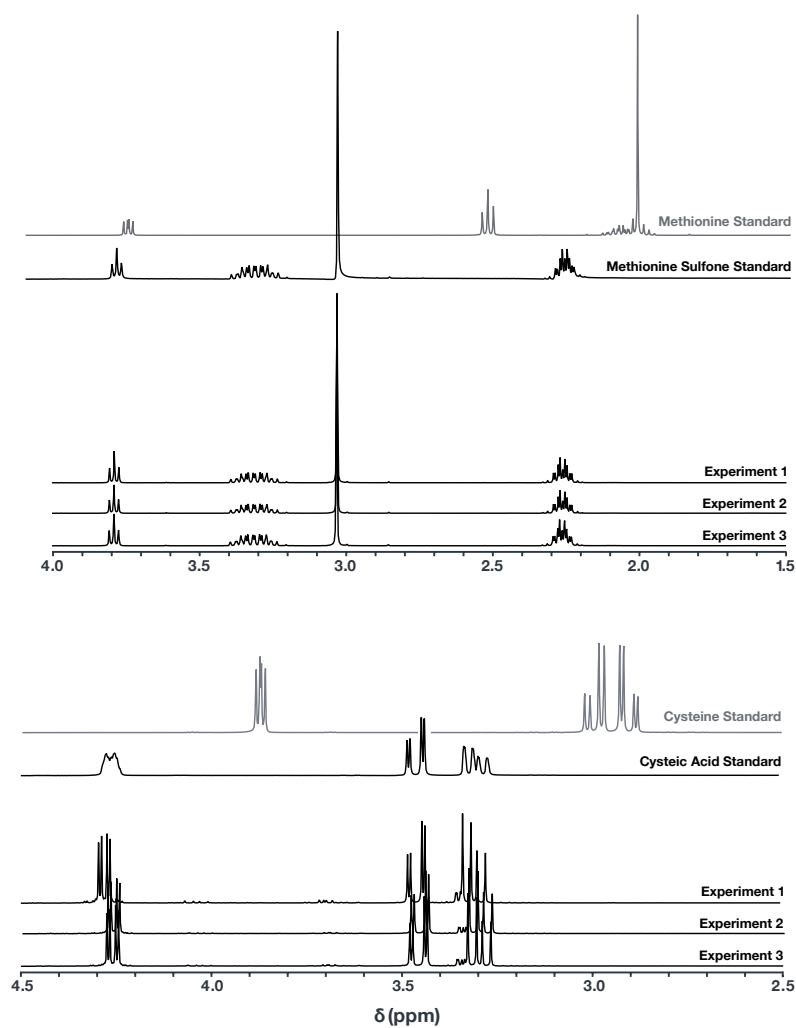 Methionine Standard
Methionine Sulfone Standard
Experiment 1
Experiment 2
Experiment 3
4.0 3.5 3.0 2.5 2.0 1.5
Cysteine Standard
Cysteic Acid Standard
Experiment 1
Experiment 2
Experiment 3
4.5 4.0 3.5 3.0 2.5
δ (ppm)